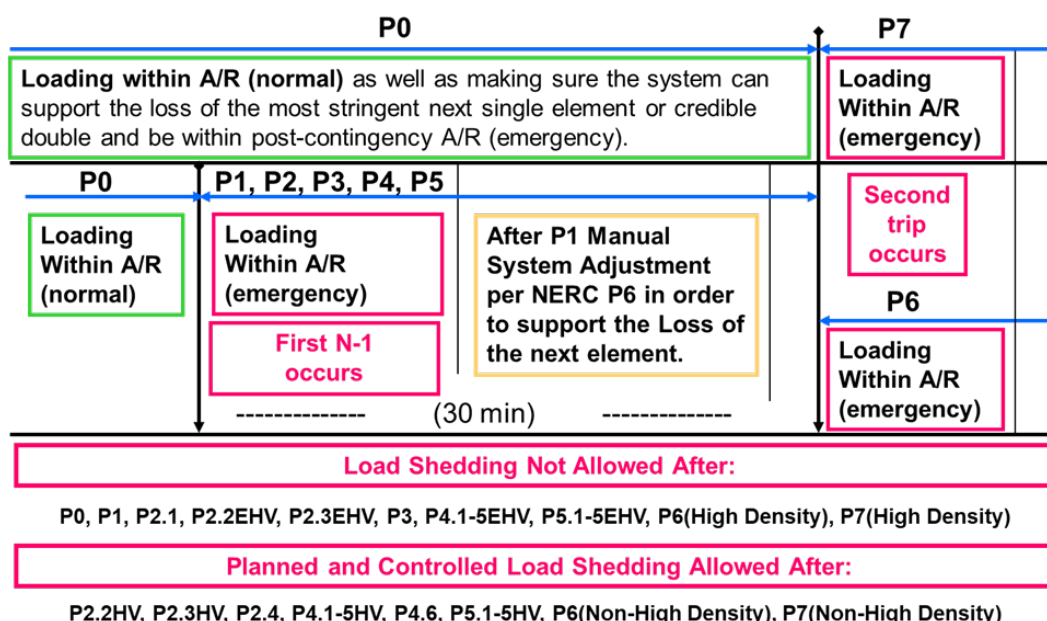 P0
P7
Loading within A/R (normal) as well as making sure the system can
support the loss of the most stringent next single element or credible
double and be within post-contingency A/R (emergency).
Loading
Within A/R
(emergency)
P0
P1, P2, P3, P4, P5
Loading
Within A/R
(normal)
Loading
Within A/R
(emergency)
First N-1
occurs
After P1 Manual
System Adjustment
per NERC P6 in order
to support the Loss of
the next element.
Second
trip
occurs
P6
Loading
Within A/R
(emergency)
-------------- (30 min) --------------
Load Shedding Not Allowed After:
P0, P1, P2.1, P2.2EHV, P2.3EHV, P3, P4.1-5EHV, P5.1-5EHV, P6(High Density), P7(High Density)
Planned and Controlled Load Shedding Allowed After:
P2.2HV, P2.3HV, P2.4, P4.1-5HV, P4.6, P5.1-5HV, P6(Non-High Density), P7(Non-High Density)